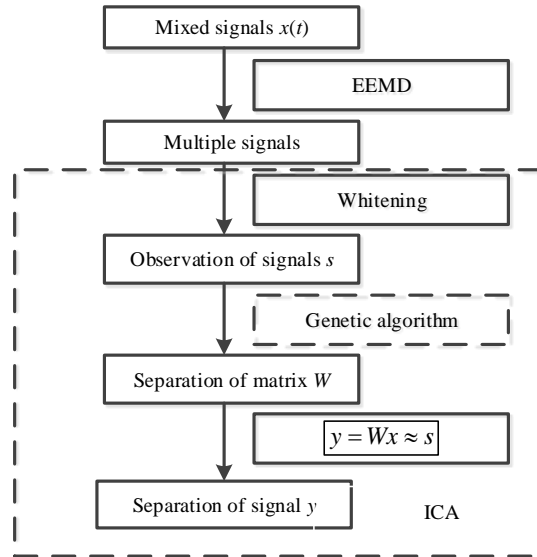 Mixed signals x(t)
EEMD
Multiple signals
Whitening
Observation of signals s
Genetic algorithm
Separation of matrix W
y = Wx ≈ s
Separation of signal y
ICA